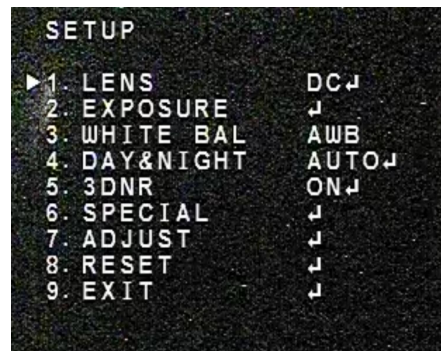 SETUP
▶1. LENS DC↵
2. EXPOSURE ↵
3. WHITE BAL AWB
4. DAY&NIGHT AUTO↵
5. 3DNR ON↵
6. SPECIAL ↵
7. ADJUST ↵
8. RESET ↵
9. EXIT ↵